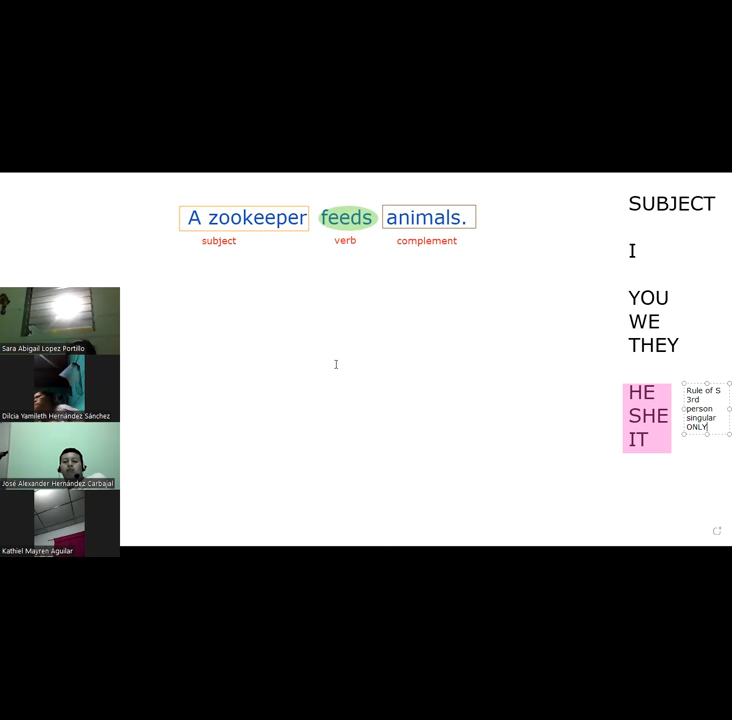 A zookeeper feeds animals.
subject verb complement
SUBJECT
I
YOU
WE
THEY
HE
SHE
IT
Rule of S
3rd
person
singular
ONLY
Sara Abigail Lopez Portillo
Dilcia Yamileth Hernández Sánchez
José Alexander Hernández Carbajal
Kathiel Mayren Aguilar